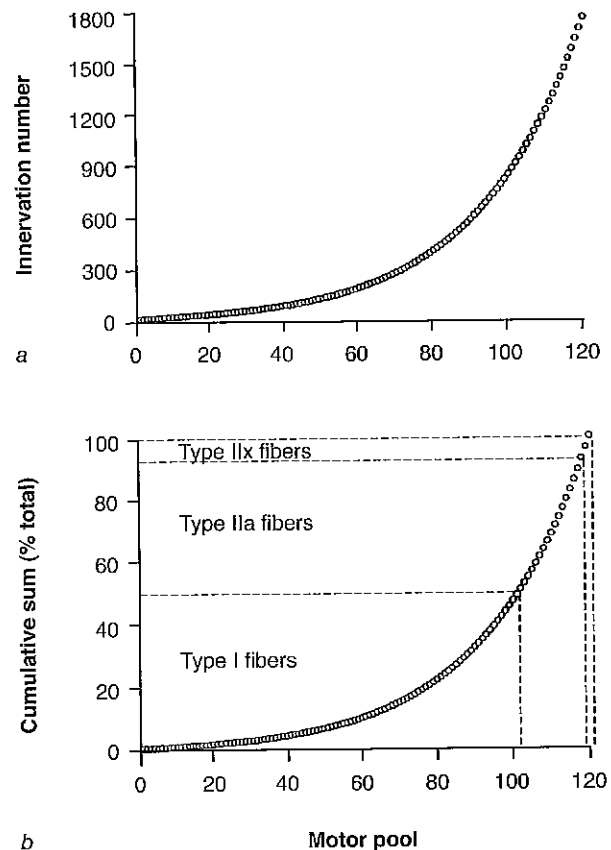 1800
1500
1200
900
600
300
0
Innervation number
0 20 40 60 80 100 120
a
100
80
60
40
20
0
Cumulative sum (% total)
Type IIx fibers
Type IIa fibers
Type I fibers
0 20 40 60 80 100 120
b
Motor pool